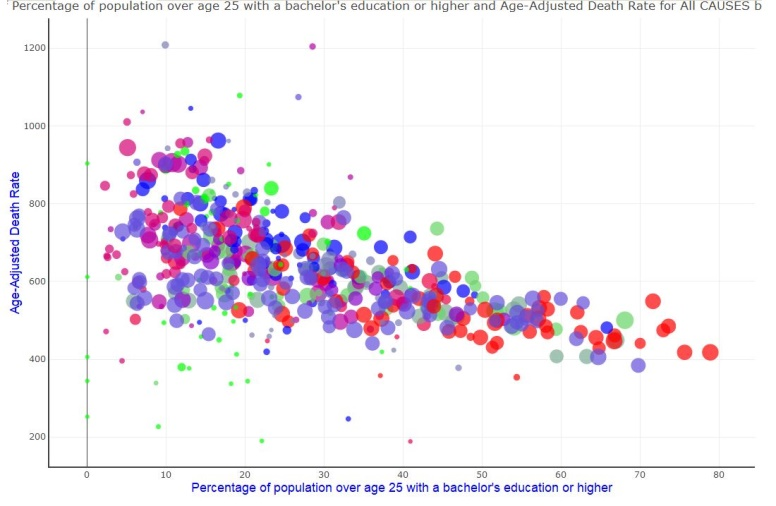 Percentage of population over age 25 with a bachelor's education or higher and Age-Adjusted Death Rate for All CAUSES b
1200
1000
800
600
400
200
Age-Adjusted Death Rate
0 10 20 30 40 50 60 70 80
Percentage of population over age 25 with a bachelor's education or higher